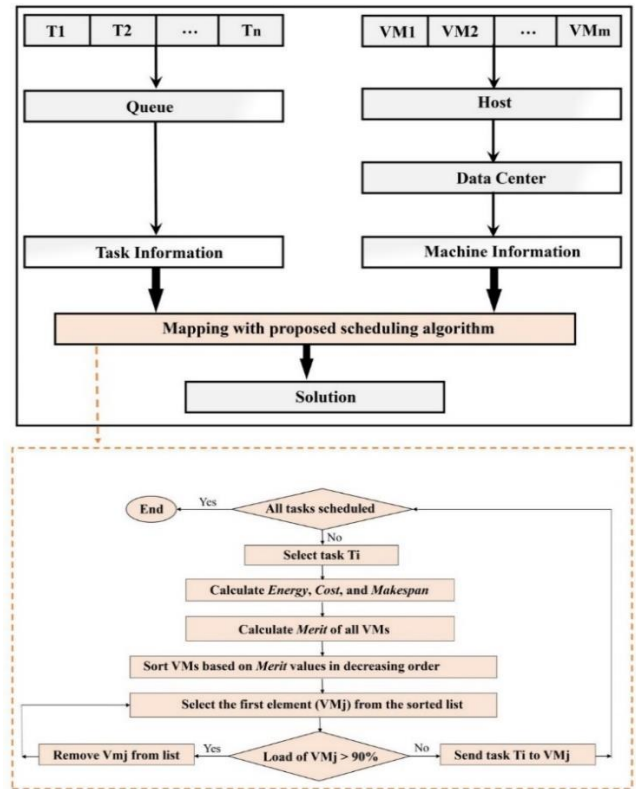 T1 T2 ... Tn
VM1 VM2 ... VMm
Queue
Host
Data Center
Task Information
Machine Information
Mapping with proposed scheduling algorithm
Solution
All tasks scheduled
Yes
End
No
Select task Ti
Calculate Energy, Cost, and Makespan
Calculate Merit of all VMs
Sort VMs based on Merit values in decreasing order
Select the first element (VMj) from the sorted list
Load of VMj > 90%
Yes
Remove Vmj from list
No
Send task Ti to VMj